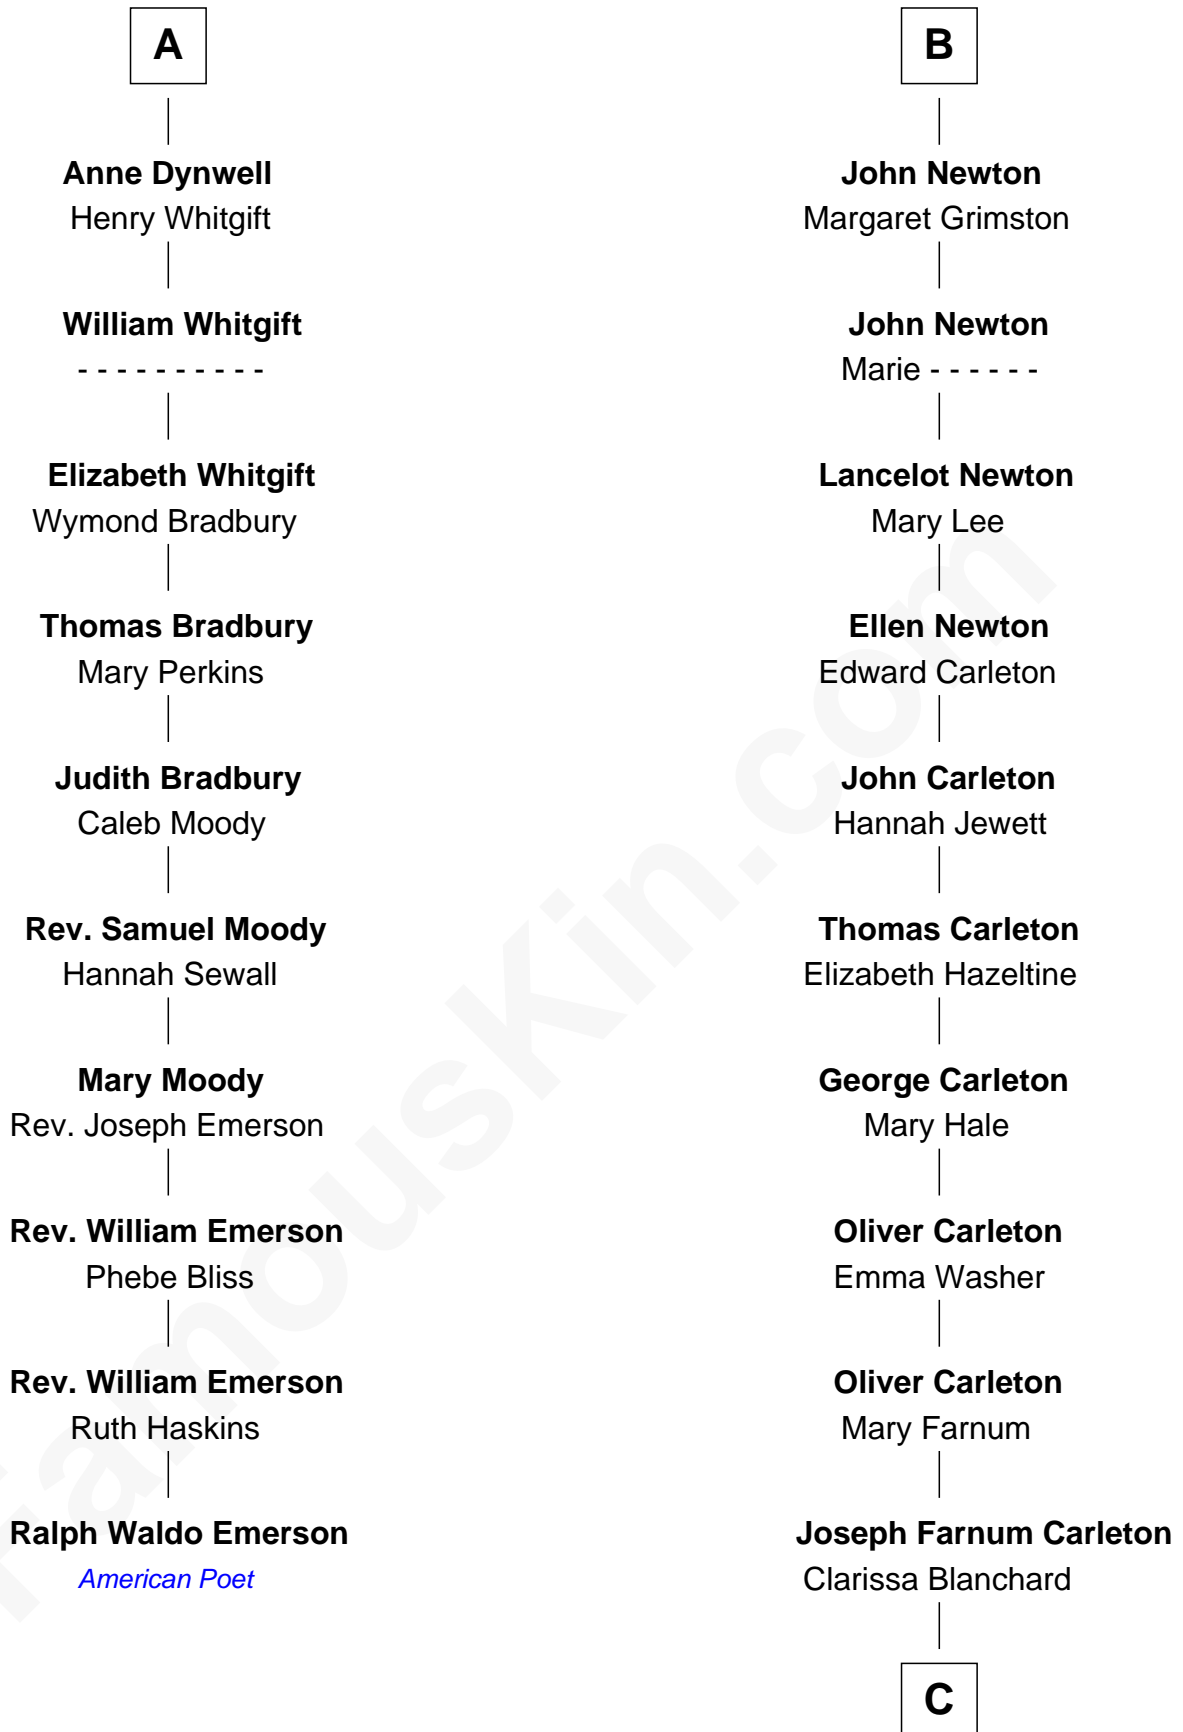 A
Anne Dynwell
Henry Whitgift
William Whitgift
- - - - - - - - - -
Elizabeth Whitgift
Wymond Bradbury
Thomas Bradbury
Mary Perkins
Judith Bradbury
Caleb Moody
Rev. Samuel Moody
Hannah Sewall
Mary Moody
Rev. Joseph Emerson
Rev. William Emerson
Phebe Bliss
Rev. William Emerson
Ruth Haskins
Ralph Waldo Emerson
American Poet
B
John Newton
Margaret Grimston
John Newton
Marie - - - - - -
Lancelot Newton
Mary Lee
Ellen Newton
Edward Carleton
John Carleton
Hannah Jewett
Thomas Carleton
Elizabeth Hazeltine
George Carleton
Mary Hale
Oliver Carleton
Emma Washer
Oliver Carleton
Mary Farnum
Joseph Farnum Carleton
Clarissa Blanchard
C
FamousKin.com